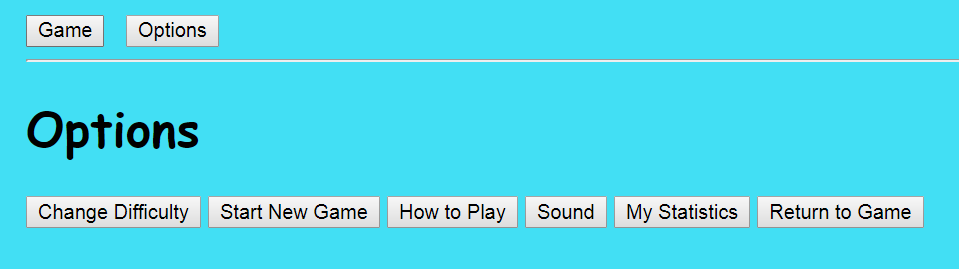 Game Options
Options
Change Difficulty Start New Game How to Play Sound My Statistics Return to Game